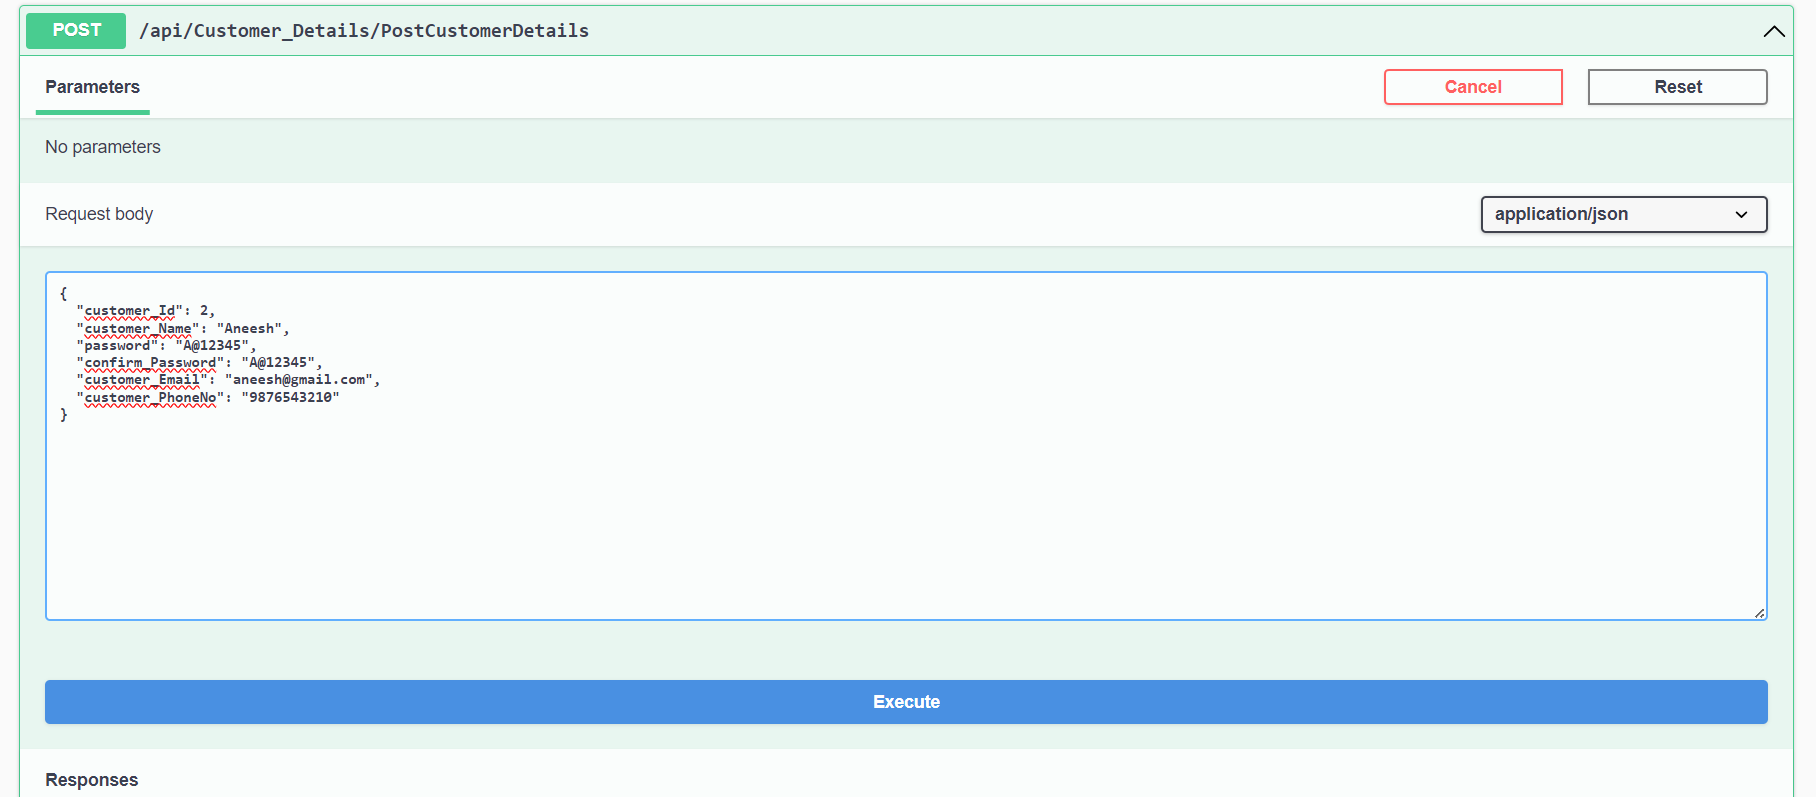 POST /api/Customer_Details/PostCustomerDetails
Parameters Cancel Reset
No parameters
Request body application/json
{
  "customer_Id": 2,
  "customer_Name": "Aneesh",
  "password": "A@12345",
  "confirm_Password": "A@12345",
  "customer_Email": "aneesh@gmail.com",
  "customer_PhoneNo": "9876543210"
}
Execute
Responses